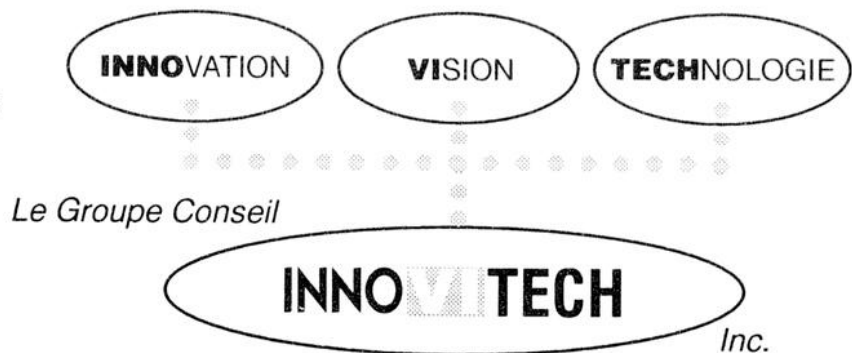 INNOVATION VISION TECHNOLOGIE
Le Groupe Conseil
INNOVITECH
Inc.